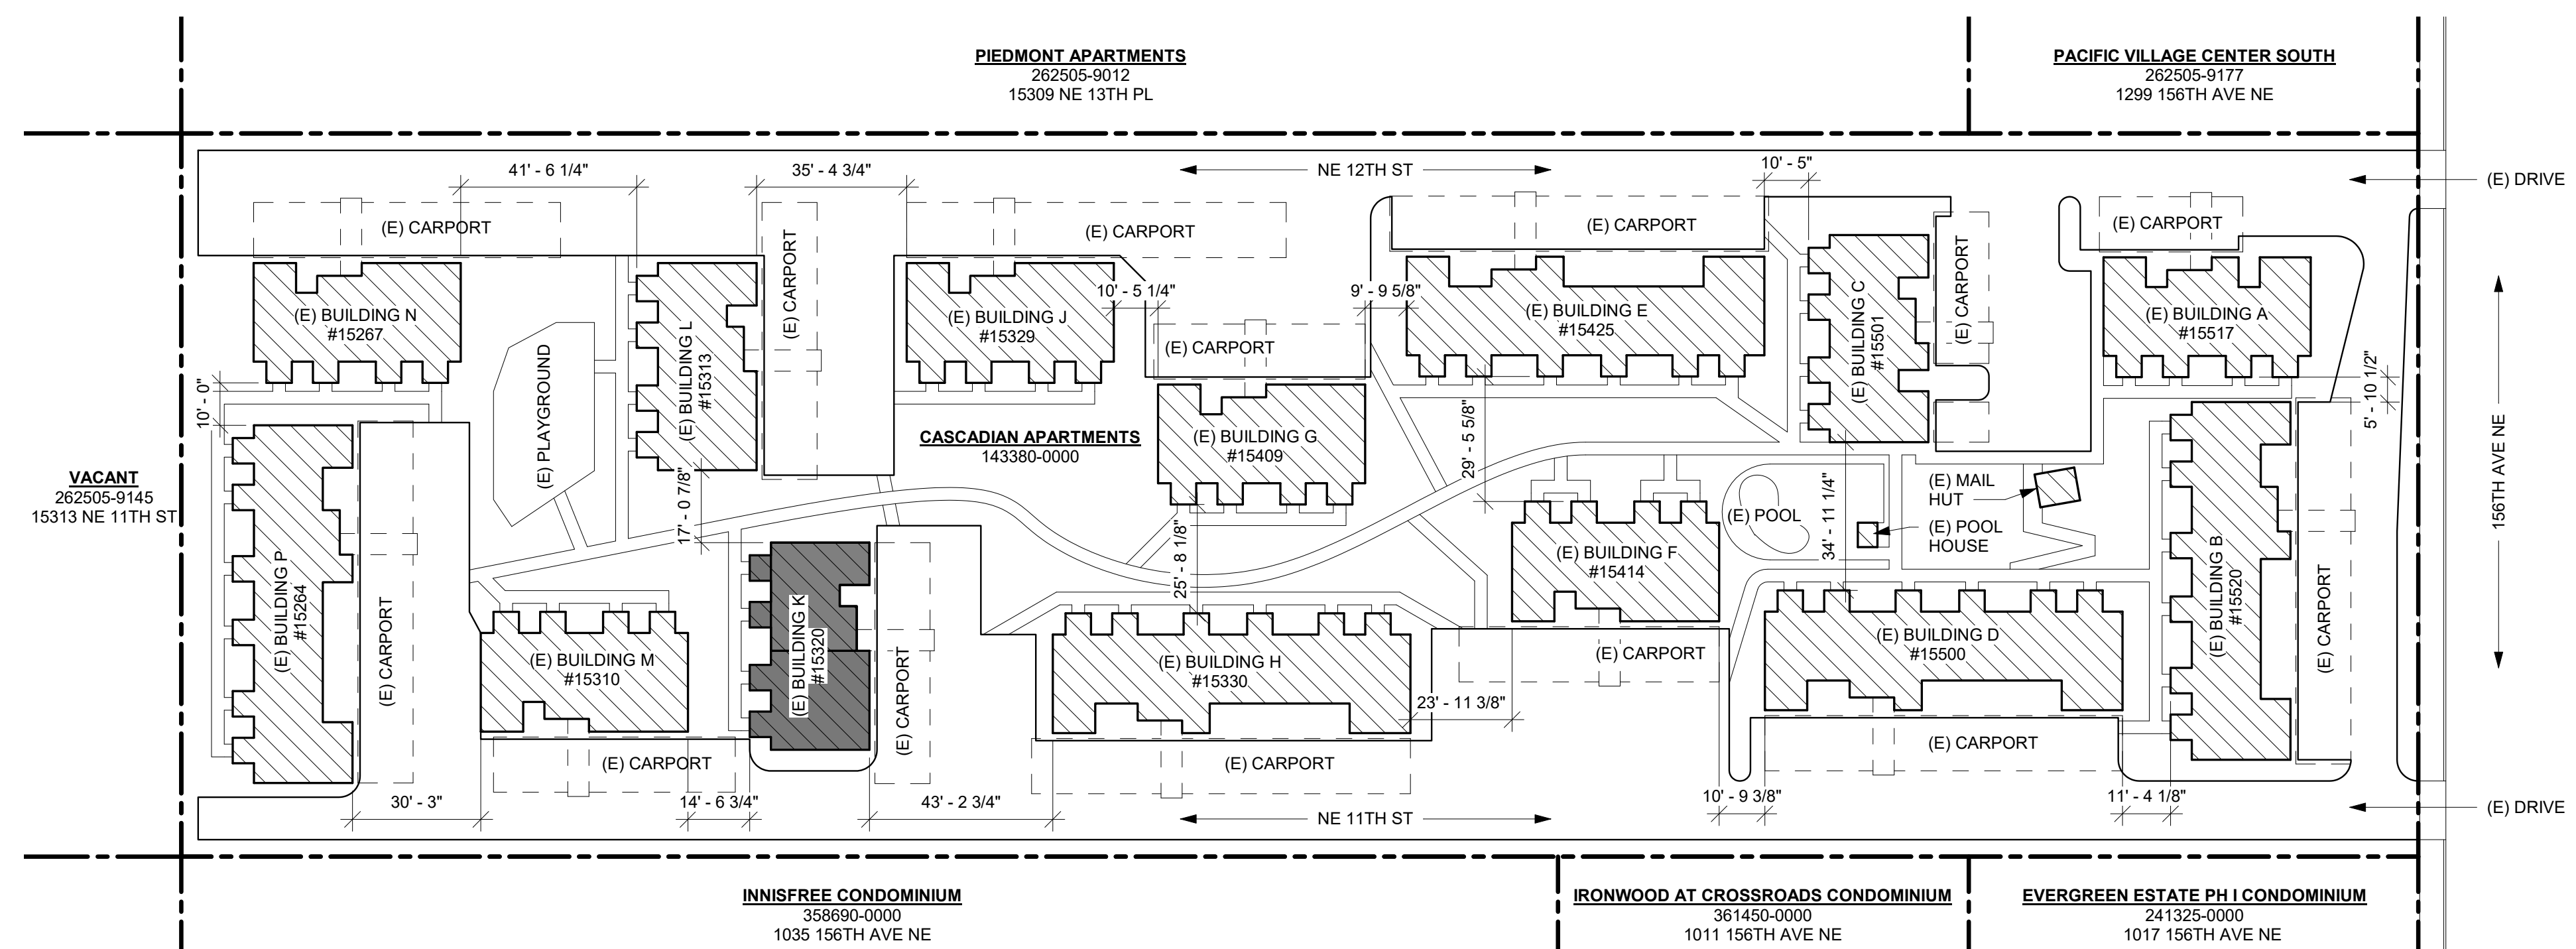 PIEDMONT APARTMENTS
262505-9012
15309 NE 13TH PL
PACIFIC VILLAGE CENTER SOUTH
262505-9177
1299 156TH AVE NE
41' - 6 1/4"
35' - 4 3/4"
NE 12TH ST
10' - 5"
(E) DRIVE
(E) CARPORT
(E) CARPORT
(E) CARPORT
(E) CARPORT
(E) CARPORT
(E) CARPORT
(E) BUILDING N
#15267
(E) BUILDING L
#15313
(E) BUILDING J
#15329
10' - 5 1/4"
9' - 9 5/8"
(E) BUILDING E
#15425
(E) BUILDING C
#15501
(E) BUILDING A
#15517
(E) CARPORT
10' - 0"
(E) PLAYGROUND
5' - 10 1/2"
CASCADIAN APARTMENTS
143380-0000
(E) BUILDING G
#15409
29' - 5 5/8"
156TH AVE NE
VACANT
262505-9145
15313 NE 11TH ST
17' - 0 7/8"
(E) MAIL
HUT
(E) POOL
(E) POOL
HOUSE
34' - 11 1/4"
25' - 8 1/8"
(E) BUILDING F
#15414
(E) BUILDING P
#15264
(E) CARPORT
(E) BUILDING M
#15310
(E) BUILDING K
#15320
(E) CARPORT
(E) BUILDING H
#15330
(E) CARPORT
(E) BUILDING D
#15500
(E) BUILDING B
#15520
(E) CARPORT
23' - 11 3/8"
(E) CARPORT
(E) CARPORT
(E) CARPORT
30' - 3"
14' - 6 3/4"
43' - 2 3/4"
NE 11TH ST
10' - 9 3/8"
11' - 4 1/8"
(E) DRIVE
INNISFREE CONDOMINIUM
358690-0000
1035 156TH AVE NE
IRONWOOD AT CROSSROADS CONDOMINIUM
361450-0000
1011 156TH AVE NE
EVERGREEN ESTATE PH I CONDOMINIUM
241325-0000
1017 156TH AVE NE